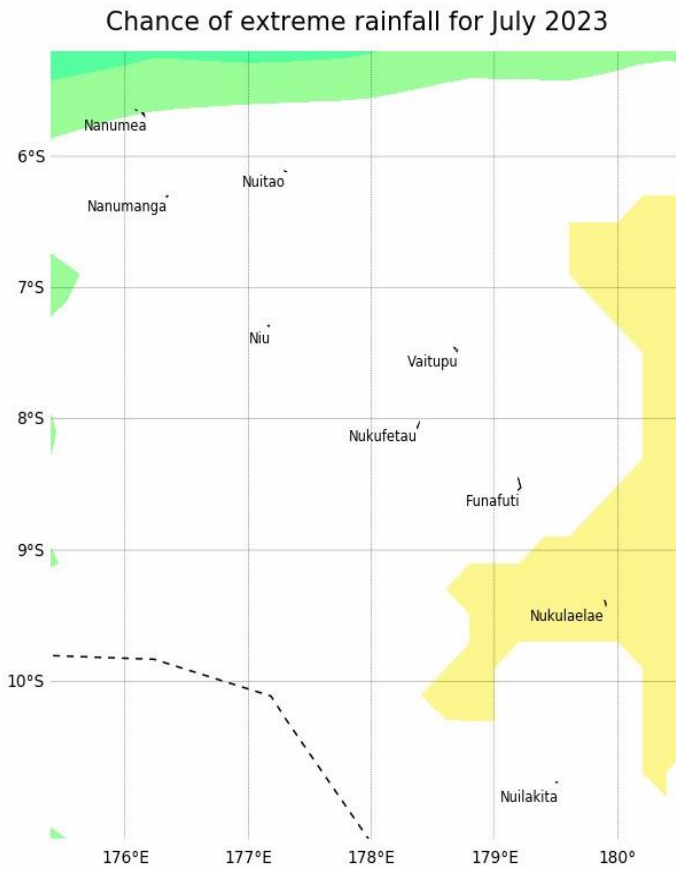 Chance of extreme rainfall for July 2023
Nanumea
6°S
Nuitao
Nanumanga
7°S
Niu
Vaitupu
8°S
Nukufetau
Funafuti
9°S
Nukulaelae
10°S
Nuilakita
176°E 177°E 178°E 179°E 180°